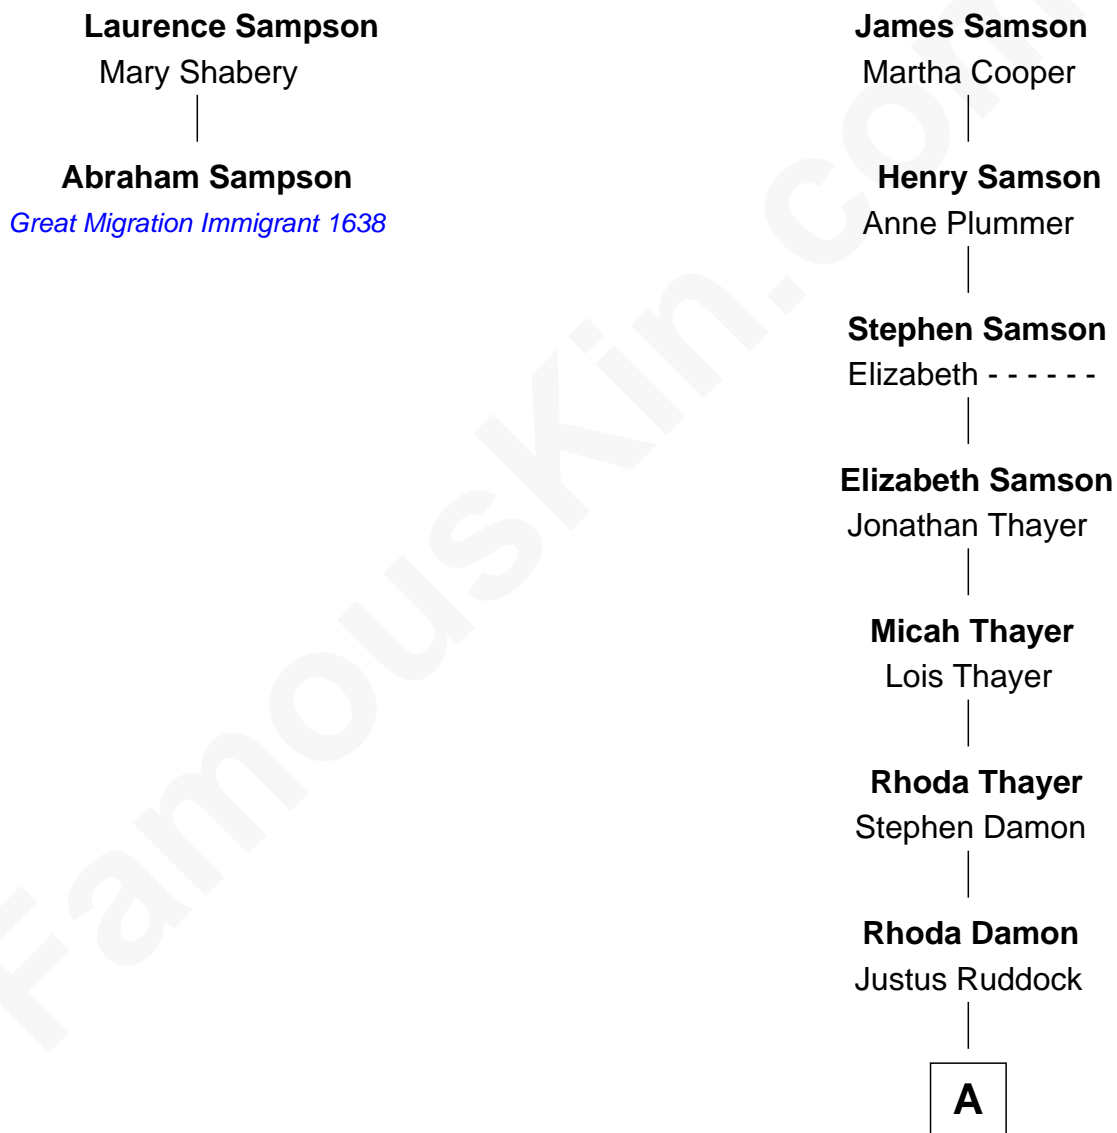 Laurence Sampson
Mary Shabery
Abraham Sampson
Great Migration Immigrant 1638
James Samson
Martha Cooper
Henry Samson
Anne Plummer
Stephen Samson
Elizabeth - - - - - -
Elizabeth Samson
Jonathan Thayer
Micah Thayer
Lois Thayer
Rhoda Thayer
Stephen Damon
Rhoda Damon
Justus Ruddock
A
FamousKin.com